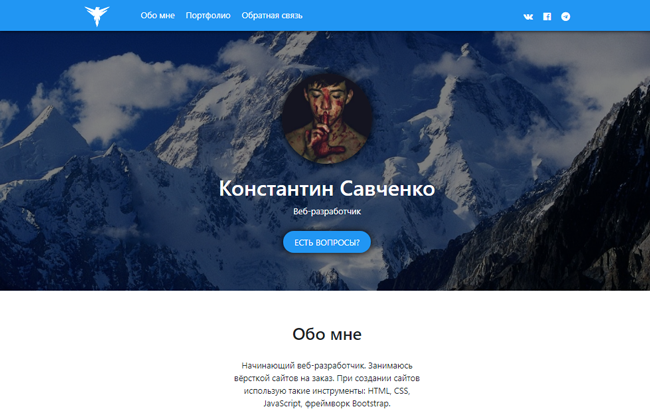 Обо мне Портфолио Обратная связь
Константин Савченко
Веб-разработчик
ЕСТЬ ВОПРОСЫ?
Обо мне
Начинающий веб-разработчик. Занимаюсь
вёрсткой сайтов на заказ. При создании сайтов
использую такие инструменты: HTML, CSS,
JavaScript, фреймворк Bootstrap.